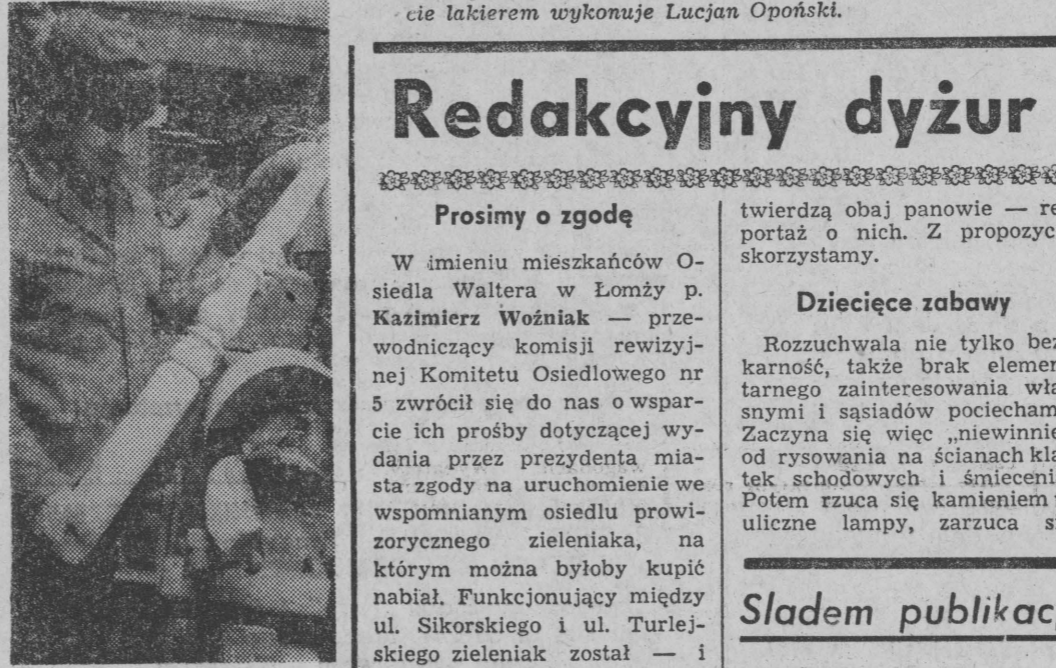 cie lakierem wykonuje Lucjan Opoński.
Redakcyjny dyżur
Prosimy o zgodę
W imieniu mieszkańców O-
siedla Waltera w Łomży p.
Kazimierz Woźniak — prze-
wodniczący komisji rewizyj-
nej Komitetu Osiedlowego nr
5 zwrócił się do nas o wspar-
cie ich prośby dotyczącej wy-
dania przez prezydenta mia-
sta zgody na uruchomienie we
wspomnianym osiedlu prowi-
zorycznego zieleniaka, na
którym można byłoby kupić
nabiał. Funkcjonujący między
ul. Sikorskiego i ul. Turlej-
skiego zieleniak został — i
twierdzą obaj panowie — re
portaż o nich. Z propozyc
skorzystamy.
Dziecięce zabawy
Rozzuchwala nie tylko bez
karność, także brak elemen
tarnego zainteresowania wła
snymi i sąsiadów pociecham
Zaczyna się więc „niewinnie
od rysowania na ścianach kla
tek schodowych i śmieceni
Potem rzuca się kamieniem
uliczne lampy, zarzuca s
Sladem publikac